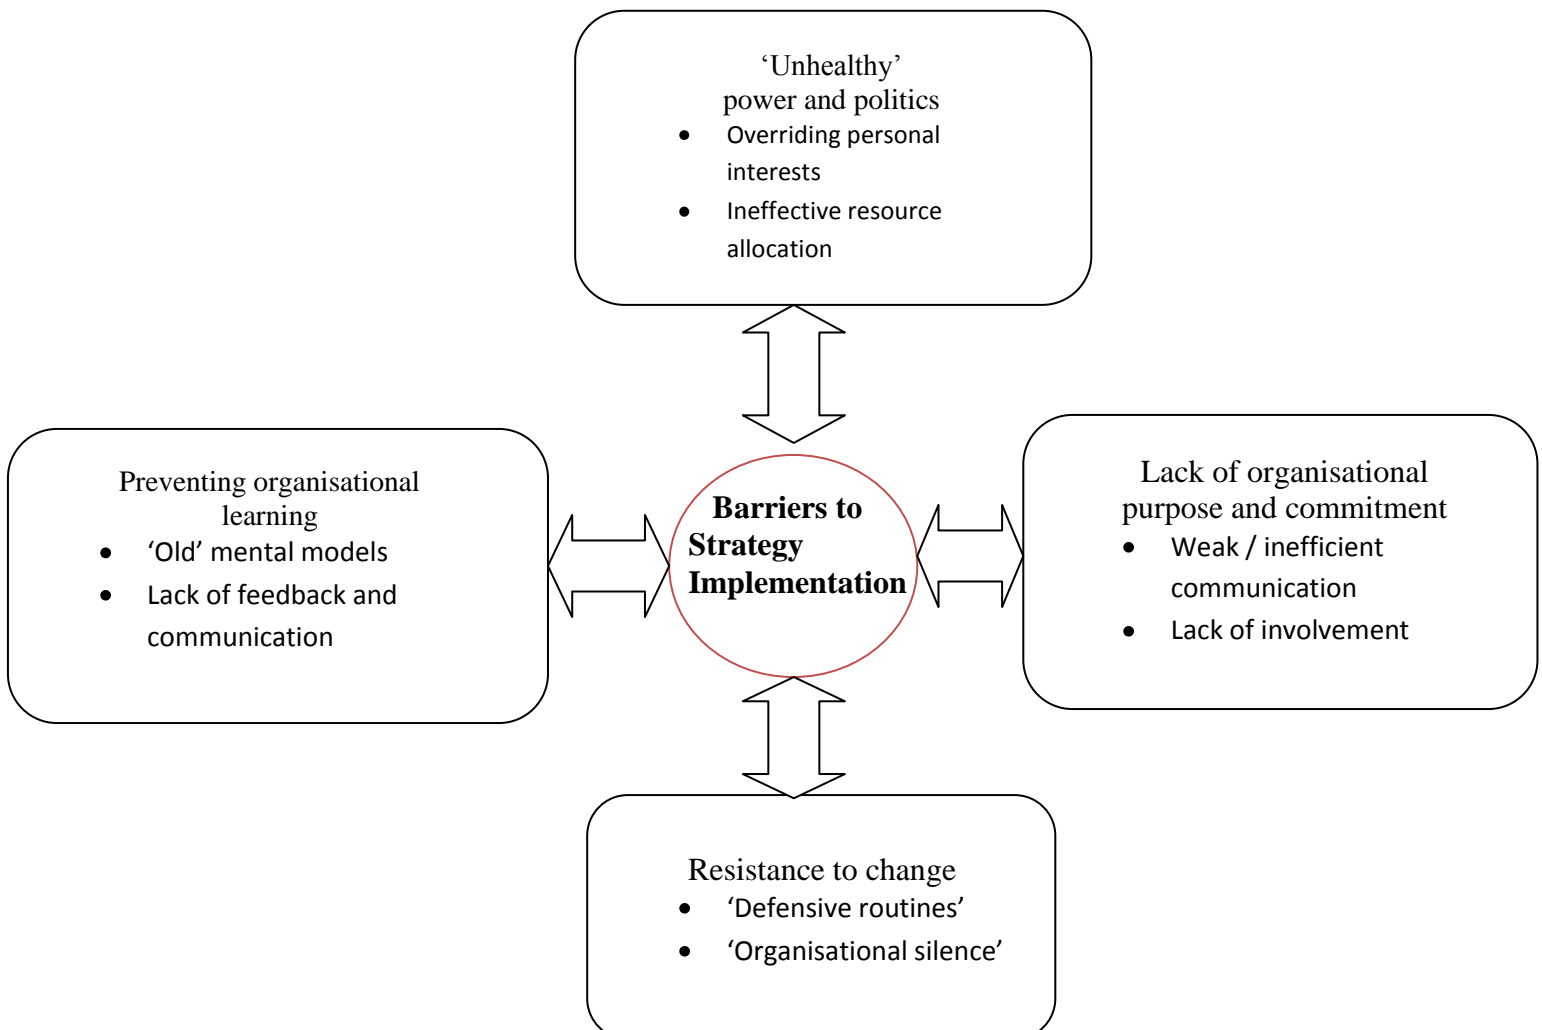 ‘Unhealthy’
power and politics
• Overriding personal
interests
• Ineffective resource
allocation
Preventing organisational
learning
• ‘Old’ mental models
• Lack of feedback and
communication
Barriers to
Strategy
Implementation
Lack of organisational
purpose and commitment
• Weak / inefficient
communication
• Lack of involvement
Resistance to change
• ‘Defensive routines’
• ‘Organisational silence’